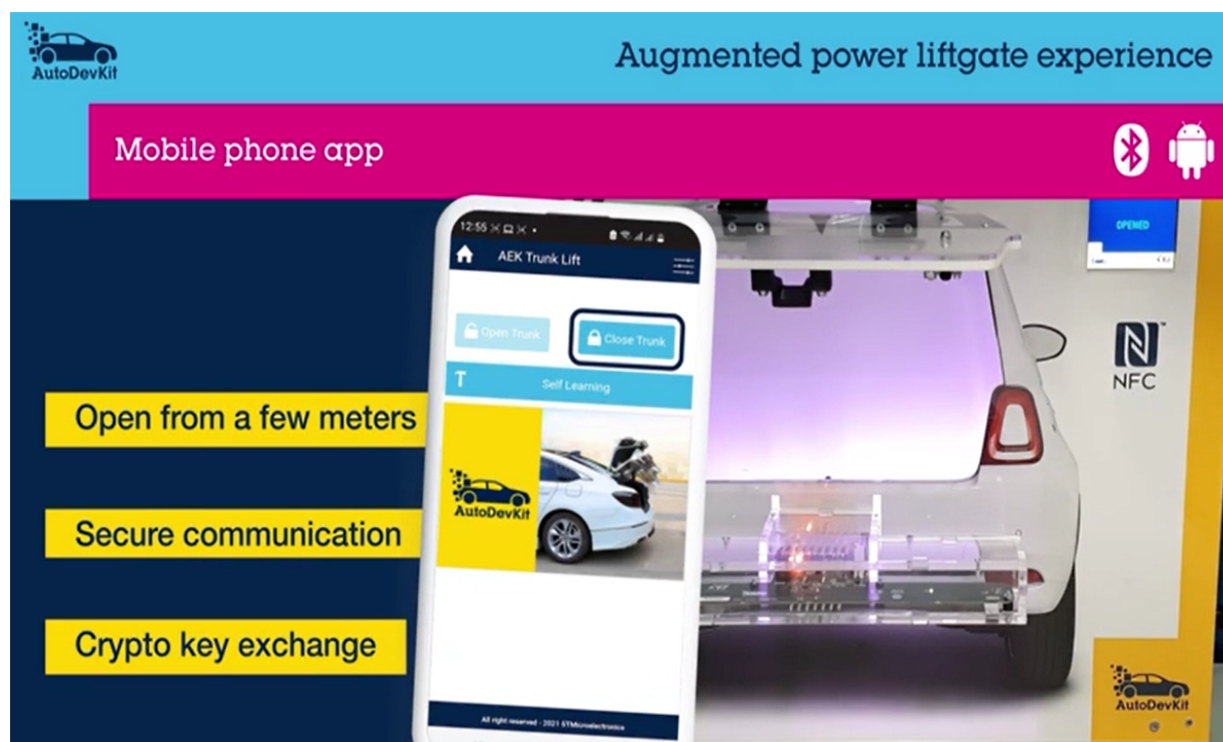 AutoDevKit
Augmented power liftgate experience
Mobile phone app
12:55
AEK Trunk Lift
Open Trunk
Close Trunk
T
Self Learning
AutoDevKit
All right reserved - 2021 STMicroelectronics
Open from a few meters
Secure communication
Crypto key exchange
OPENED
N
NFC
AutoDevKit